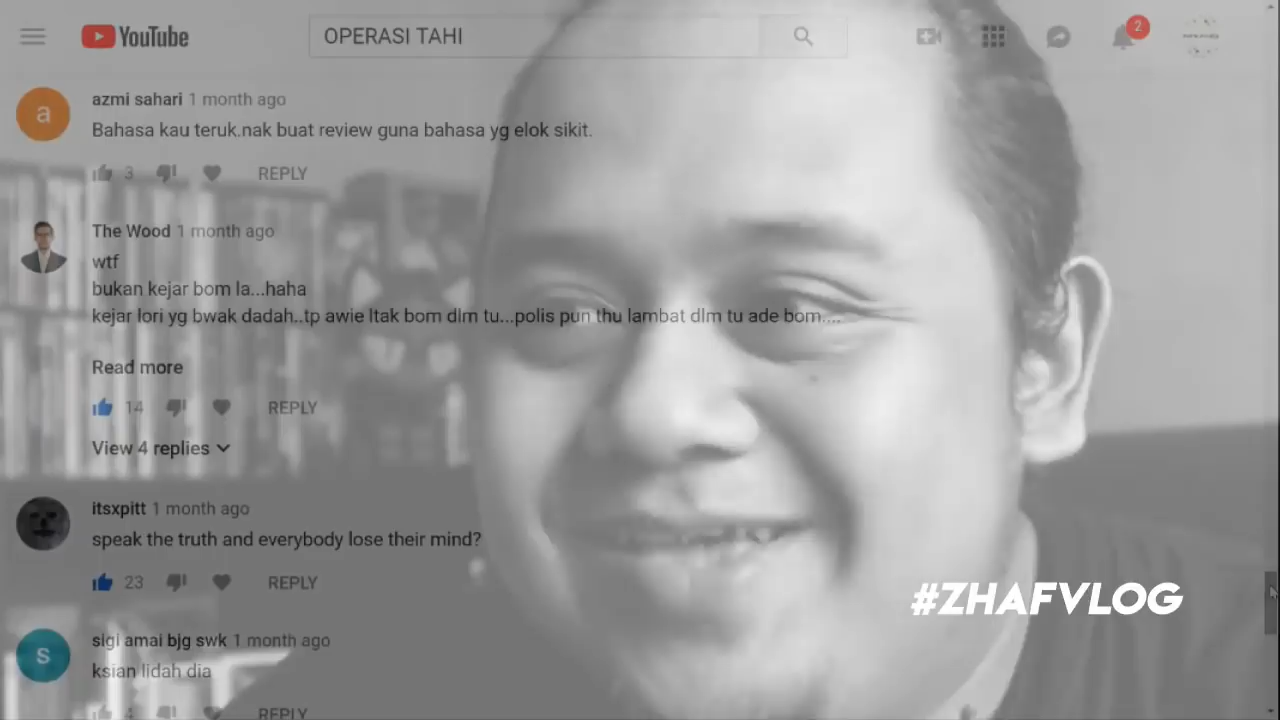 YouTube
OPERASI TAHI
2
azmi sahari 1 month ago
Bahasa kau teruk.nak buat review guna bahasa yg elok sikit.
3
REPLY
The Wood 1 month ago
wtf
bukan kejar bom la...haha
kejar lori yg bwak dadah..tp awie ltak bom dlm tu...polis pun thu lambat dlm tu ade bom....
Read more
14
REPLY
View 4 replies
itsxpitt 1 month ago
speak the truth and everybody lose their mind?
23
REPLY
#ZHAFVLOG
sigi amai bjg swk 1 month ago
s
ksian lidah dia
4
REPLY